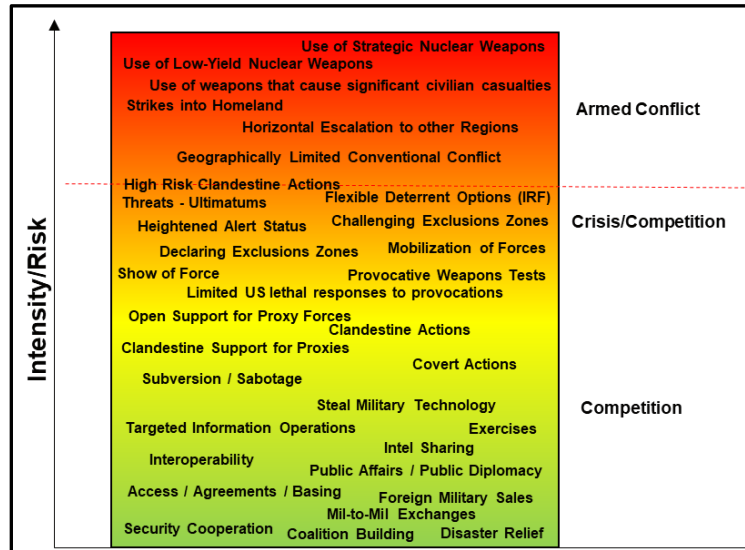 Use of Strategic Nuclear Weapons
Use of Low-Yield Nuclear Weapons
Use of weapons that cause significant civilian casualties
Strikes into Homeland
Horizontal Escalation to other Regions
Geographically Limited Conventional Conflict
High Risk Clandestine Actions
Flexible Deterrent Options (IRF)
Threats - Ultimatums
Challenging Exclusions Zones
Heightened Alert Status
Mobilization of Forces
Declaring Exclusions Zones
Show of Force
Provocative Weapons Tests
Limited US lethal responses to provocations
Open Support for Proxy Forces
Clandestine Actions
Clandestine Support for Proxies
Covert Actions
Subversion / Sabotage
Steal Military Technology
Targeted Information Operations
Exercises
Intel Sharing
Interoperability
Public Affairs / Public Diplomacy
Access / Agreements / Basing
Foreign Military Sales
Mil-to-Mil Exchanges
Security Cooperation
Coalition Building
Disaster Relief
Armed Conflict
Crisis/Competition
Competition
Intensity/Risk